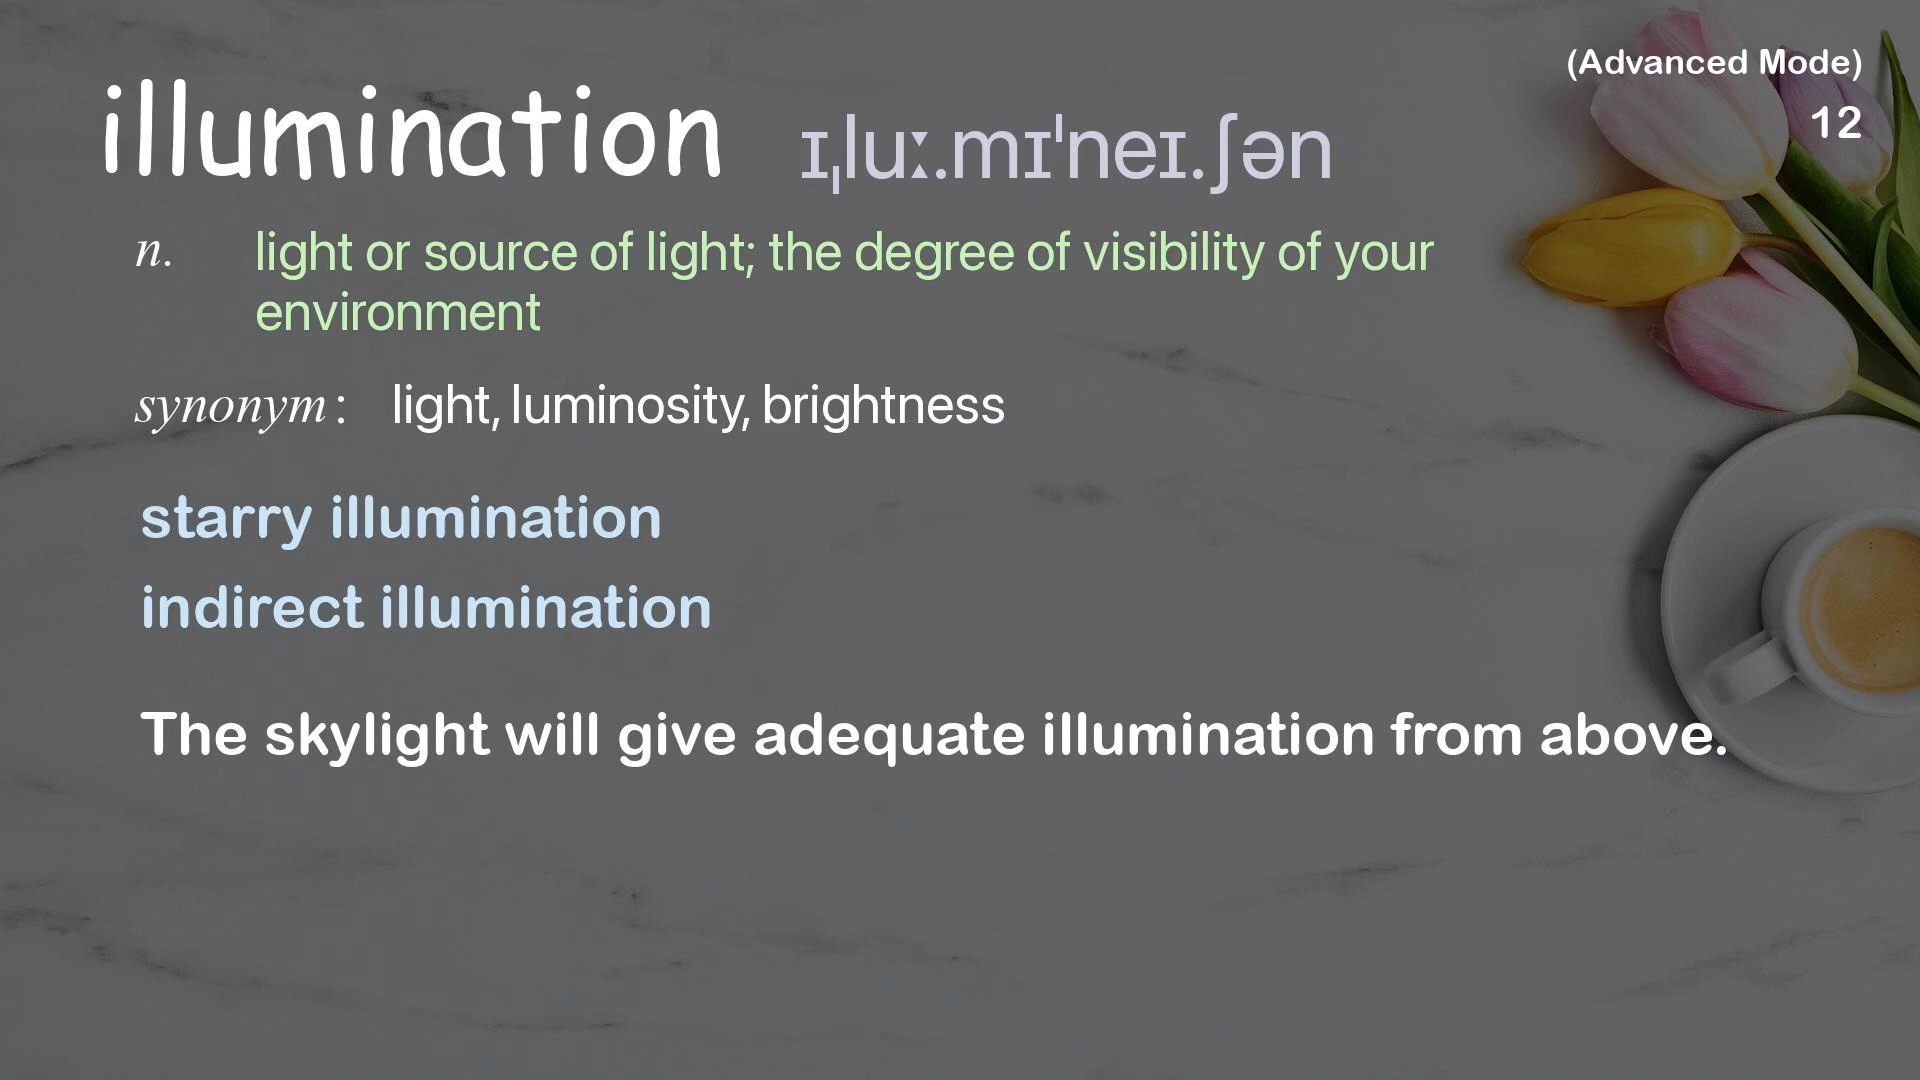 (Advanced Mode)
12
illumination ɪˌluː.mɪˈneɪ.ʃən
n. light or source of light; the degree of visibility of your
environment
synonym: light, luminosity, brightness
starry illumination
indirect illumination
The skylight will give adequate illumination from above.